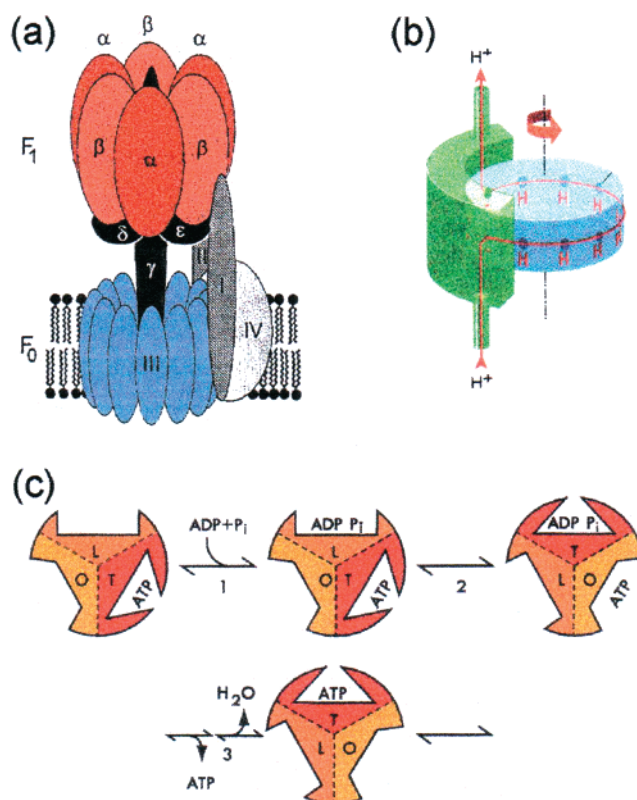 (a)
α β α
F₁
β α β
δ ε
γ II I
F₀
III IV
(b)
H⁺
H H H H
H H H H
H⁺
(c)
ADP+Pᵢ
L
O T
ATP
1
ADP Pᵢ
L
O T
ATP
2
ADP Pᵢ
T
L O
ATP
H₂O
3
ATP
ATP
T
L O